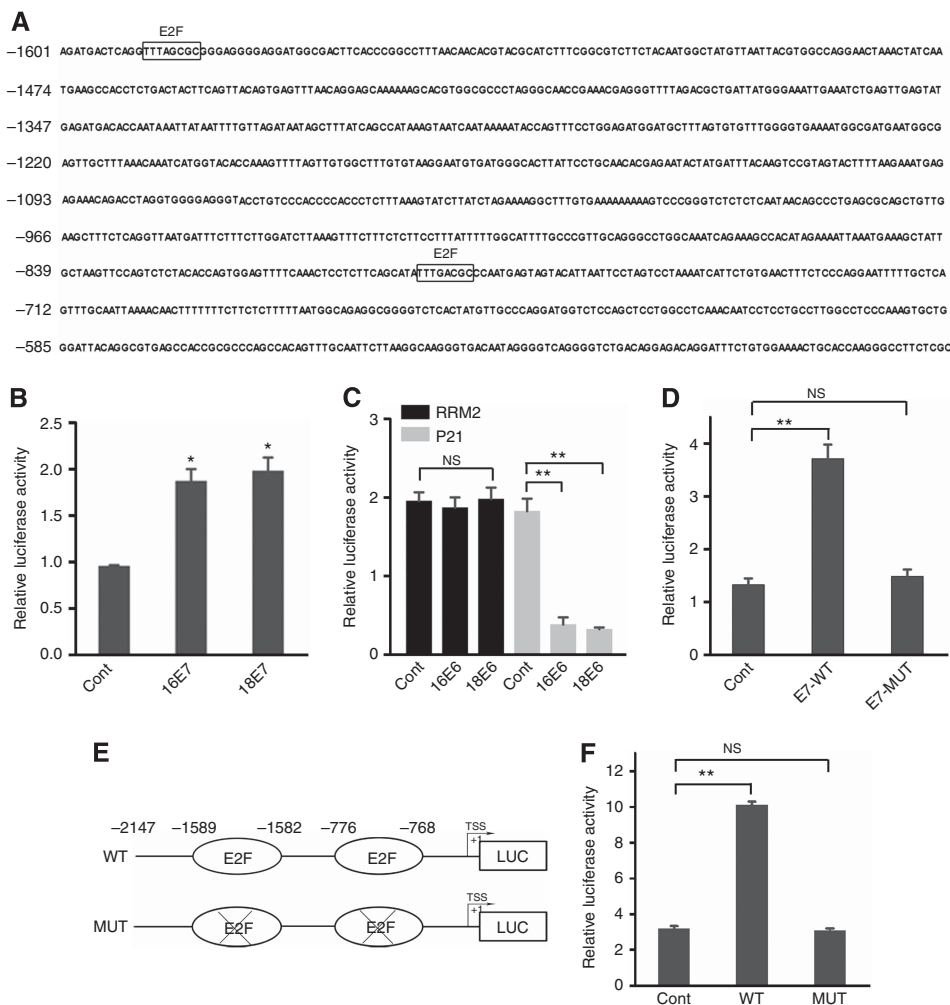 A
E2F
−1601 AGATGACTCAGGTTTAGCGCGGGAGGGGAGGATGGCGACTTCACCCGGCCTTTAACAACACGTACGCATCTTTCGGCGTCTTCTACAATGGCTATGTTAATTACGTGGCCAGGAACTAAACTATCAA
−1474 TGAAGCCACCTCTGACTACTTCAGTTACAGTGAGTTTAACAGGAGCAAAAAAGCACGTGGCGCCCTAGGGCAACCGAAACGAGGGTTTTAGACGCTGATTATGGGAAATTGAAATCTGAGTTGAGTAT
−1347 GAGATGACACCAATAAATTATAATTTTGTTAGATAATAGCTTTATCAGCCATAAAGTAATCAATAAAAATACCAGTTTCCTGGAGATGGATGCTTTAGTGTGTTTGGGGTGAAAATGGCGATGAATGGCG
−1220 AGTTGCTTTAAACAAATCATGGTACACCAAAGTTTTAGTTGTGGCTTTGTGTAAGGAATGTGATGGGCACTTATTCCTGCAACACGAGAATACTATGATTTACAAGTCCGTAGTACTTTTAAGAAATGAG
−1093 AGAAACAGACCTAGGTGGGGAGGGTACCTGTCCCACCCCACCCTCTTTAAAGTATCTTATCTAGAAAAGGCTTTGTGAAAAAAAAAGTCCCGGGTCTCTCTCAATAACAGCCCTGAGCGCAGCTGTTG
−966 AAGCTTTCTCAGGTTAATGATTTCTTTCTTGGATCTTAAAGTTTCTTTCTCTTCCTTTATTTTTGGCATTTTGCCCGTTGCAGGGCCTGGCAAATCAGAAAGCCACATAGAAAATTAAATGAAAGCTATT
E2F
−839 GCTAAGTTCCAGTCTCTACACCAGTGGAGTTTTCAAACTCCTCTTCAGCATATTTGACGCCCAATGAGTAGTACATTAATTCCTAGTCCTAAAATCATTCTGTGAACTTTCTCCCAGGAATTTTTGCTCA
−712 GTTTGCAATTAAAACAACTTTTTTTCTTCTCTTTTTAATGGCAGAGGCGGGGTCTCACTATGTTGCCCAGGATGGTCTCCAGCTCCTGGCCTCAAACAATCCTCCTGCCTTGGCCTCCCAAAGTGCTG
−585 GGATTACAGGCGTGAGCCACCGCGCCCAGCCACAGTTTGCAATTCTTAAGGCAAGGGTGACAATAGGGGTCAGGGGTCTGACAGGAGACAGGATTTCTGTGGAAAACTGCACCAAGGGCCTTCTCGC
B
2.5
2.0
1.5
1.0
0.5
0.0
Relative luciferase activity
*
*
Cont
16E7
18E7
C
RRM2
P21
3
2
1
0
Relative luciferase activity
NS
**
**
Cont
16E6
18E6
Cont
16E6
18E6
D
4
3
2
1
0
Relative luciferase activity
NS
**
Cont
E7-WT
E7-MUT
E
−2147 −1589 −1582 −776 −768
TSS
+1
WT E2F E2F LUC
TSS
+1
MUT E2F E2F LUC
F
12
10
8
6
4
2
0
Relative luciferase activity
NS
**
Cont WT MUT